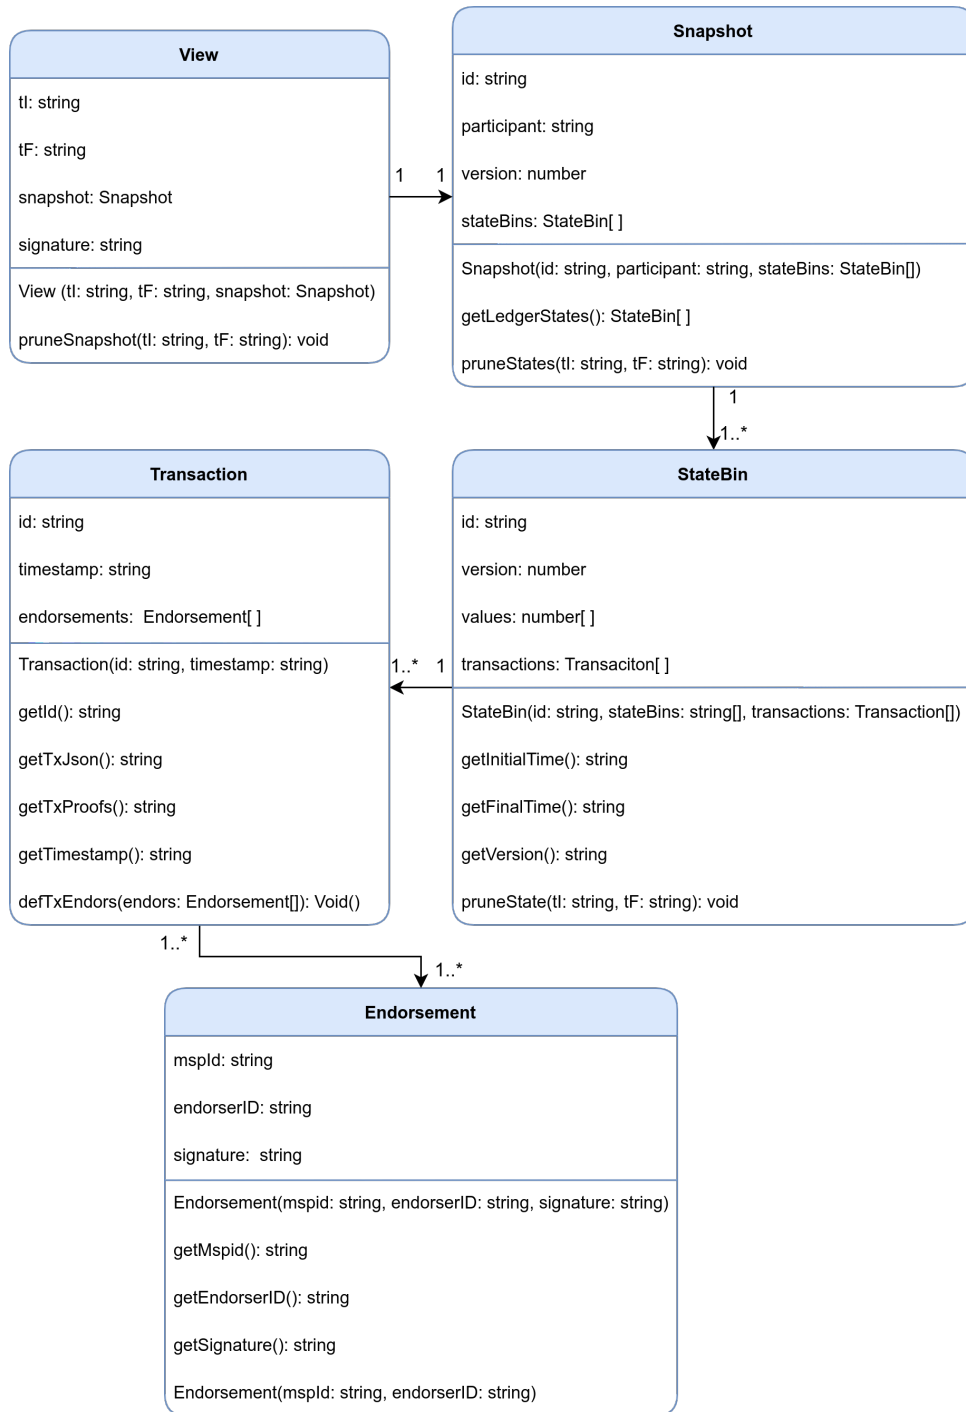 View
tI: string
tF: string
snapshot: Snapshot
signature: string
View (tI: string, tF: string, snapshot: Snapshot)
pruneSnapshot(tI: string, tF: string): void
1
1
Snapshot
id: string
participant: string
version: number
stateBins: StateBin[ ]
Snapshot(id: string, participant: string, stateBins: StateBin[])
getLedgerStates(): StateBin[ ]
pruneStates(tI: string, tF: string): void
1
1..*
Transaction
id: string
timestamp: string
endorsements:  Endorsement[ ]
Transaction(id: string, timestamp: string)
getId(): string
getTxJson(): string
getTxProofs(): string
getTimestamp(): string
defTxEndors(endors: Endorsement[]): Void()
1..*
1
StateBin
id: string
version: number
values: number[ ]
transactions: Transaciton[ ]
StateBin(id: string, stateBins: string[], transactions: Transaction[])
getInitialTime(): string
getFinalTime(): string
getVersion(): string
pruneState(tI: string, tF: string): void
1..*
1..*
Endorsement
mspId: string
endorserID: string
signature:  string
Endorsement(mspid: string, endorserID: string, signature: string)
getMspid(): string
getEndorserID(): string
getSignature(): string
Endorsement(mspId: string, endorserID: string)